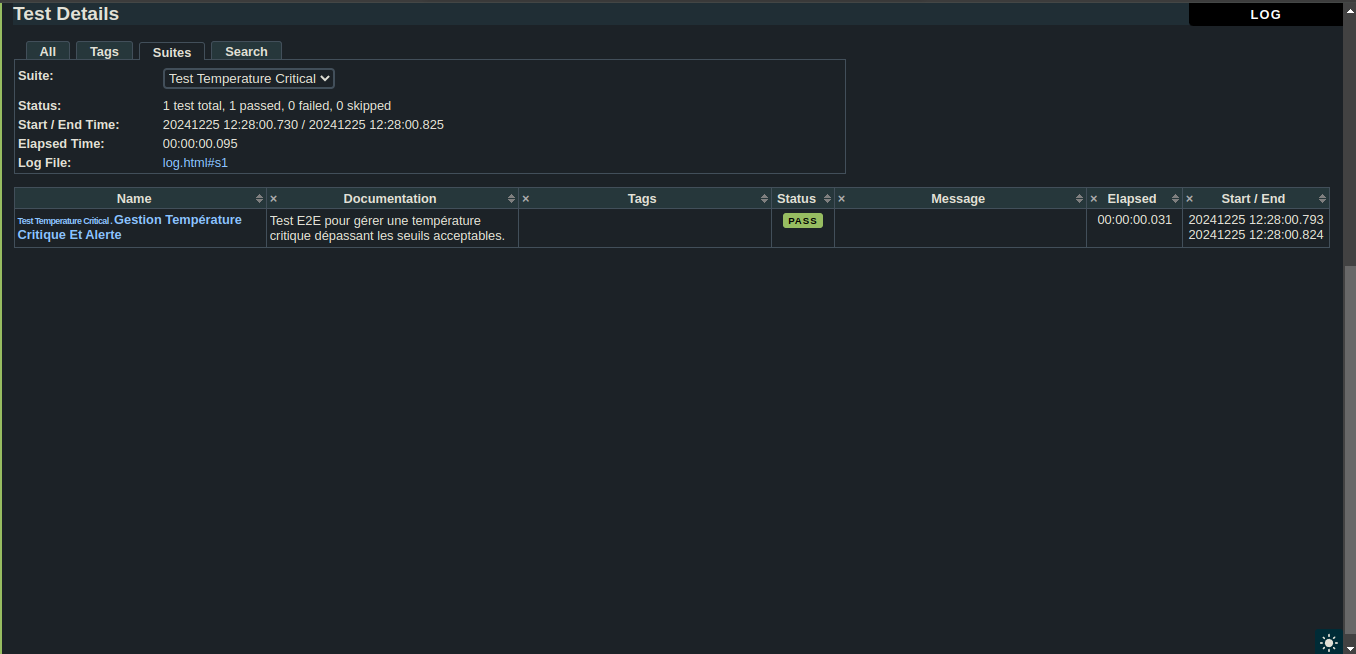 Test Details
LOG
All
Tags
Suites
Search
Suite:
Test Temperature Critical
Status:
1 test total, 1 passed, 0 failed, 0 skipped
Start / End Time:
20241225 12:28:00.730 / 20241225 12:28:00.825
Elapsed Time:
00:00:00.095
Log File:
log.html#s1
Name
× Documentation
× Tags
Status
× Message
× Elapsed
× Start / End
Test Temperature Critical . Gestion Température
Critique Et Alerte
Test E2E pour gérer une température
critique dépassant les seuils acceptables.
PASS
00:00:00.031
20241225 12:28:00.793
20241225 12:28:00.824